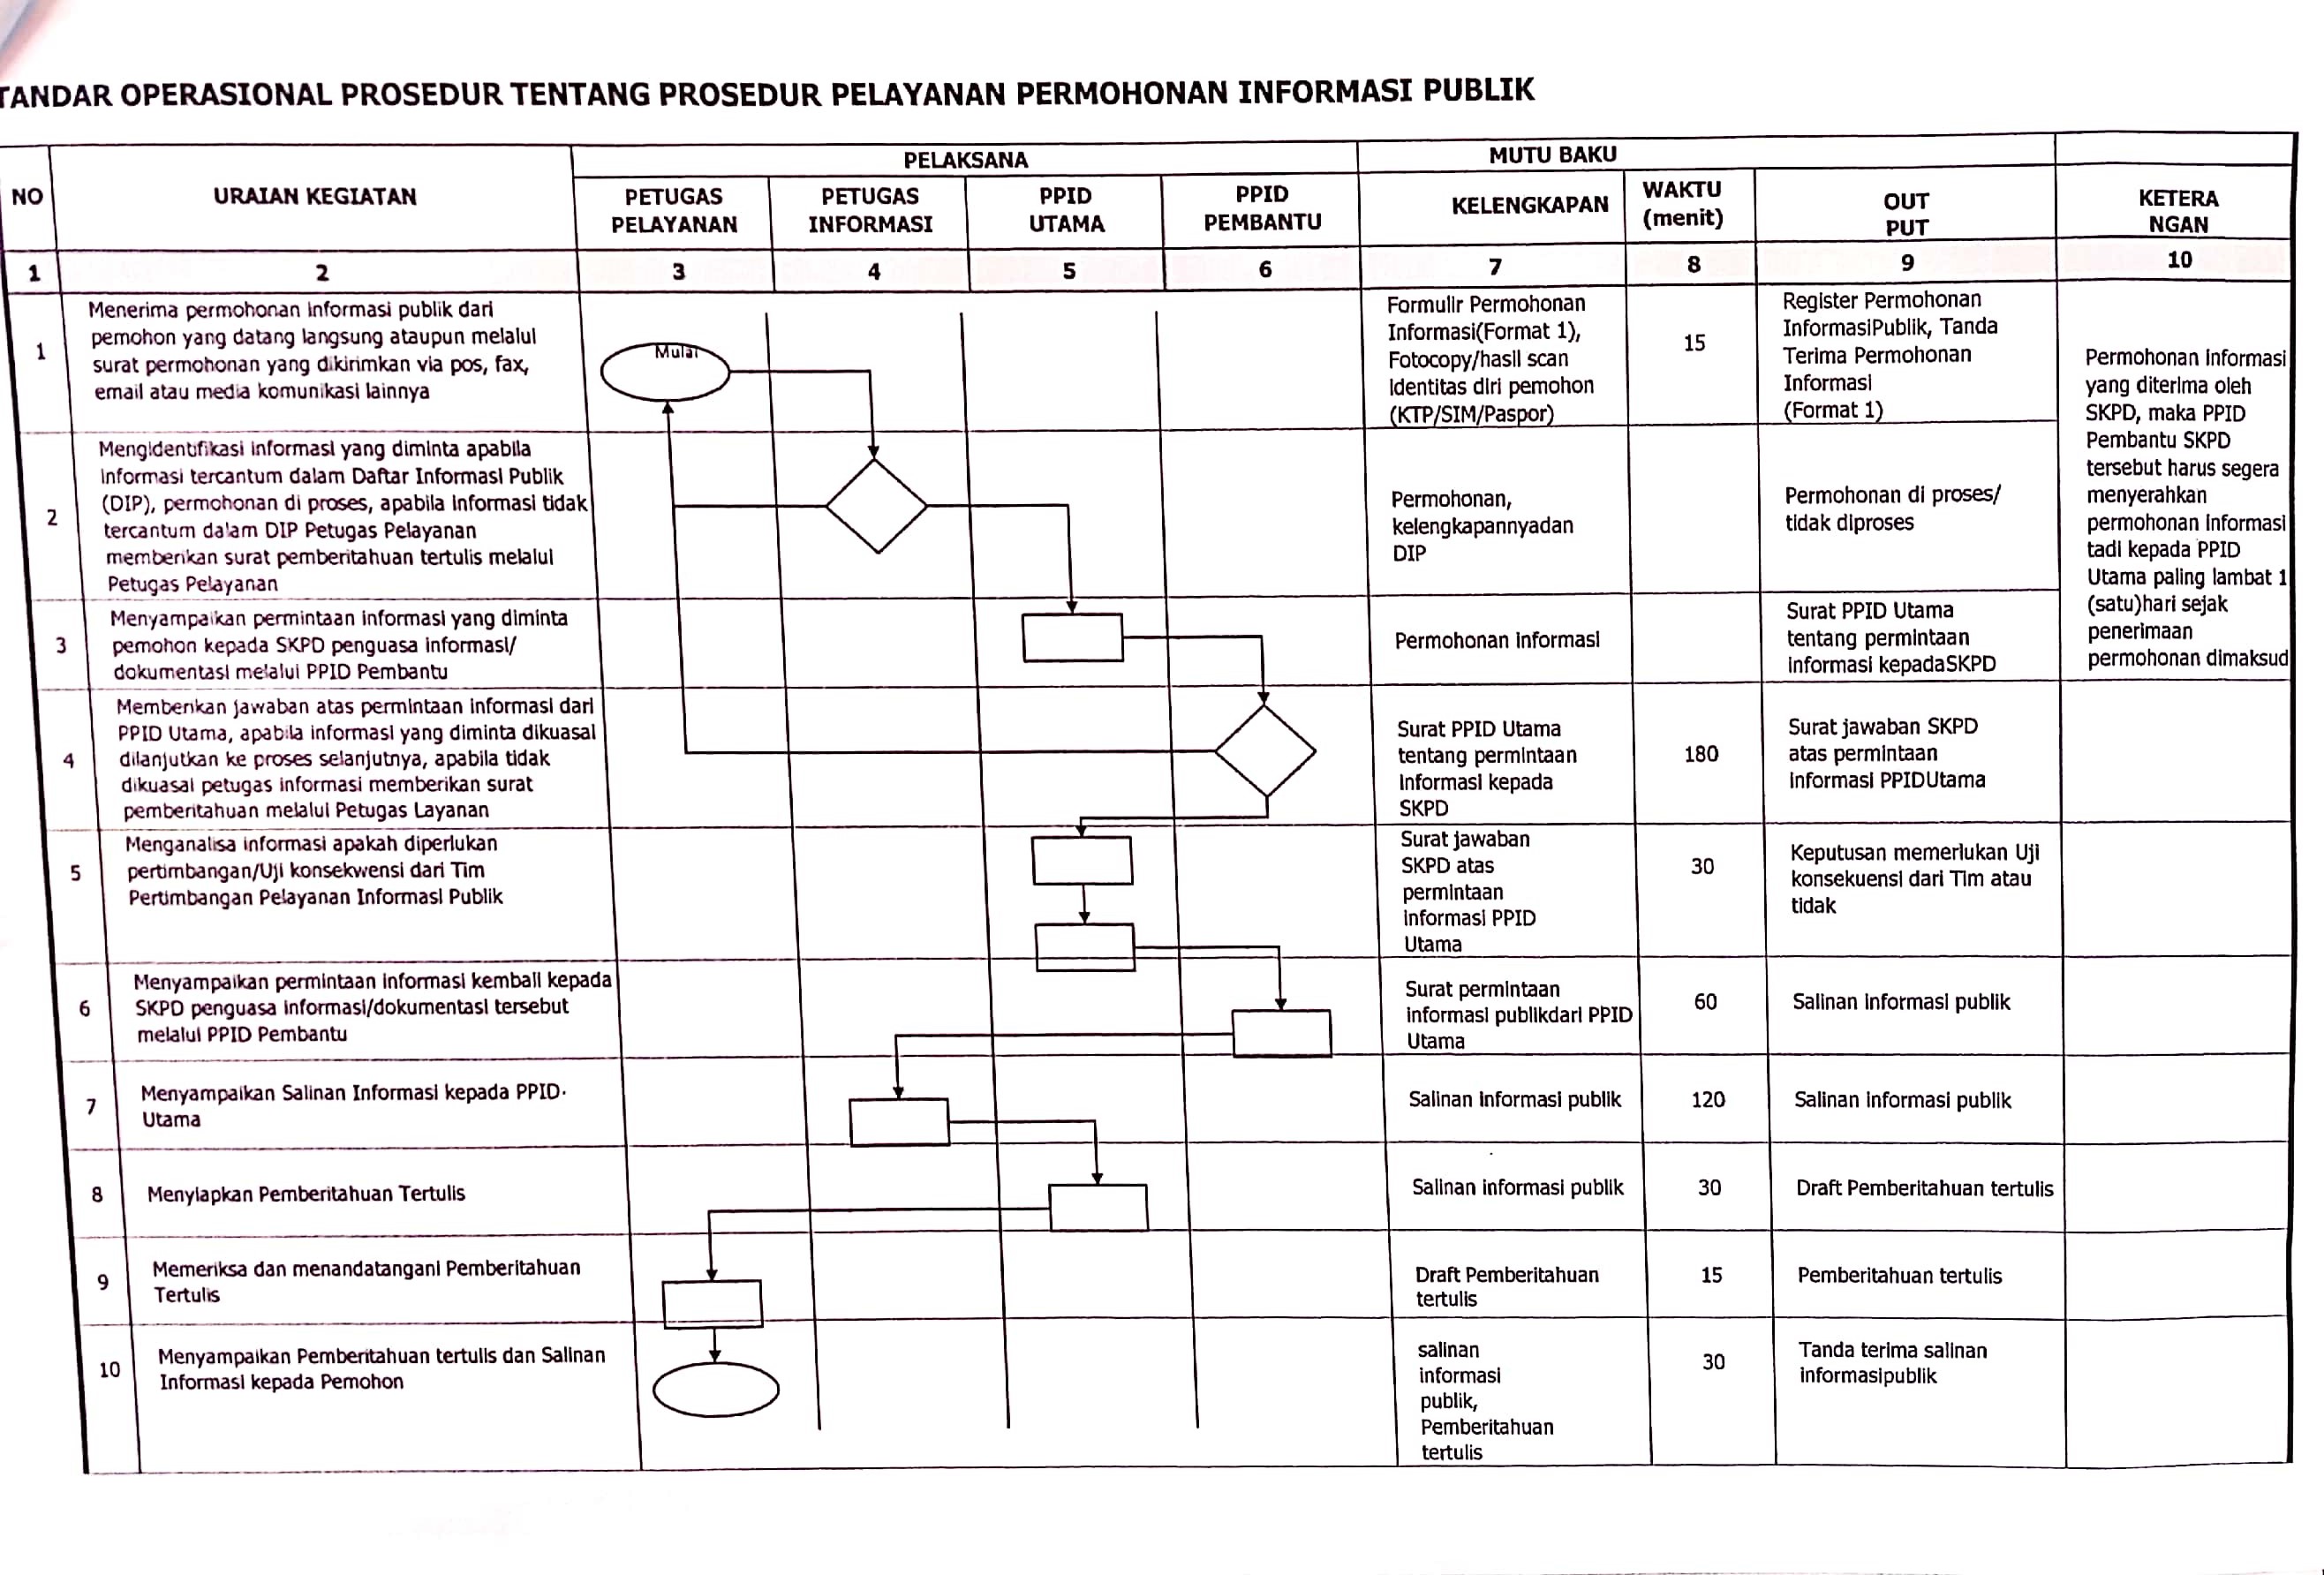 TANDAR OPERASIONAL PROSEDUR TENTANG PROSEDUR PELAYANAN PERMOHONAN INFORMASI PUBLIK
NO
URAIAN KEGIATAN
PELAKSANA
MUTU BAKU
PETUGAS
PELAYANAN
PETUGAS
INFORMASI
PPID
UTAMA
PPID
PEMBANTU
KELENGKAPAN
WAKTU
(menit)
OUT
PUT
KETERA
NGAN
1
2
3
4
5
6
7
8
9
10
1
Menerima permohonan informasi publik dari
pemohon yang datang langsung ataupun melalui
surat permohonan yang dikirimkan via pos, fax,
email atau media komunikasi lainnya
Mulai
Formulir Permohonan
Informasi(Format 1),
Fotocopy/hasil scan
identitas diri pemohon
(KTP/SIM/Paspor)
15
Register Permohonan
InformasiPublik, Tanda
Terima Permohonan
Informasi
(Format 1)
Permohonan informasi
yang diterima oleh
SKPD, maka PPID
Pembantu SKPD
tersebut harus segera
menyerahkan
permohonan informasi
tadi kepada PPID
Utama paling lambat 1
(satu)hari sejak
penerimaan
permohonan dimaksud
2
Mengidentifikasi informasi yang diminta apabila
informasi tercantum dalam Daftar Informasi Publik
(DIP), permohonan di proses, apabila informasi tidak
tercantum dalam DIP Petugas Pelayanan
memberikan surat pemberitahuan tertulis melalui
Petugas Pelayanan
Permohonan,
kelengkapannyadan
DIP
Permohonan di proses/
tidak diproses
3
Menyampaikan permintaan informasi yang diminta
pemohon kepada SKPD penguasa informasi/
dokumentasi melalui PPID Pembantu
Permohonan informasi
Surat PPID Utama
tentang permintaan
informasi kepadaSKPD
4
Memberikan jawaban atas permintaan informasi dari
PPID Utama, apabila informasi yang diminta dikuasai
dilanjutkan ke proses selanjutnya, apabila tidak
dikuasai petugas informasi memberikan surat
pemberitahuan melalui Petugas Layanan
Surat PPID Utama
tentang permintaan
informasi kepada
SKPD
180
Surat jawaban SKPD
atas permintaan
informasi PPIDUtama
5
Menganalisa informasi apakah diperlukan
pertimbangan/Uji konsekwensi dari Tim
Pertimbangan Pelayanan Informasi Publik
Surat jawaban
SKPD atas
permintaan
informasi PPID
Utama
30
Keputusan memerlukan Uji
konsekuensi dari Tim atau
tidak
6
Menyampaikan permintaan informasi kembali kepada
SKPD penguasa informasi/dokumentasi tersebut
melalui PPID Pembantu
Surat permintaan
informasi publikdari PPID
Utama
60
Salinan informasi publik
7
Menyampaikan Salinan Informasi kepada PPID
Utama
Salinan informasi publik
120
Salinan informasi publik
8
Menyiapkan Pemberitahuan Tertulis
Salinan informasi publik
30
Draft Pemberitahuan tertulis
9
Memeriksa dan menandatangani Pemberitahuan
Tertulis
Draft Pemberitahuan
tertulis
15
Pemberitahuan tertulis
10
Menyampaikan Pemberitahuan tertulis dan Salinan
Informasi kepada Pemohon
salinan
informasi
publik,
Pemberitahuan
tertulis
30
Tanda terima salinan
informasipublik